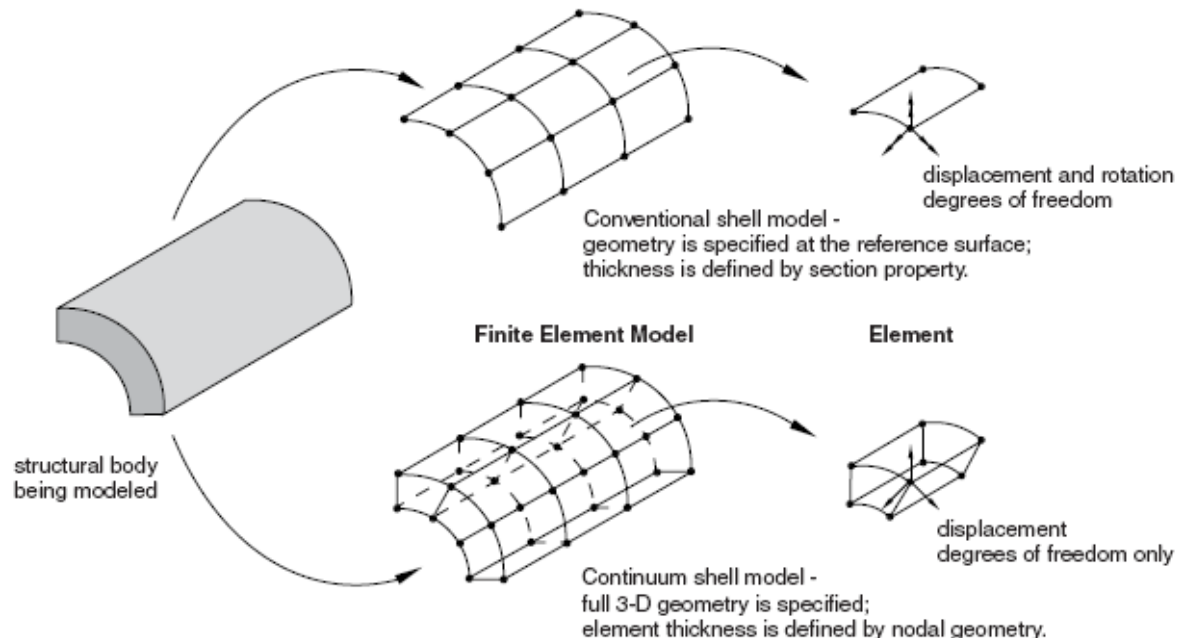 displacement and rotation
degrees of freedom
Conventional shell model -
geometry is specified at the reference surface;
thickness is defined by section property.
Finite Element Model
Element
structural body
being modeled
displacement
degrees of freedom only
Continuum shell model -
full 3-D geometry is specified;
element thickness is defined by nodal geometry.